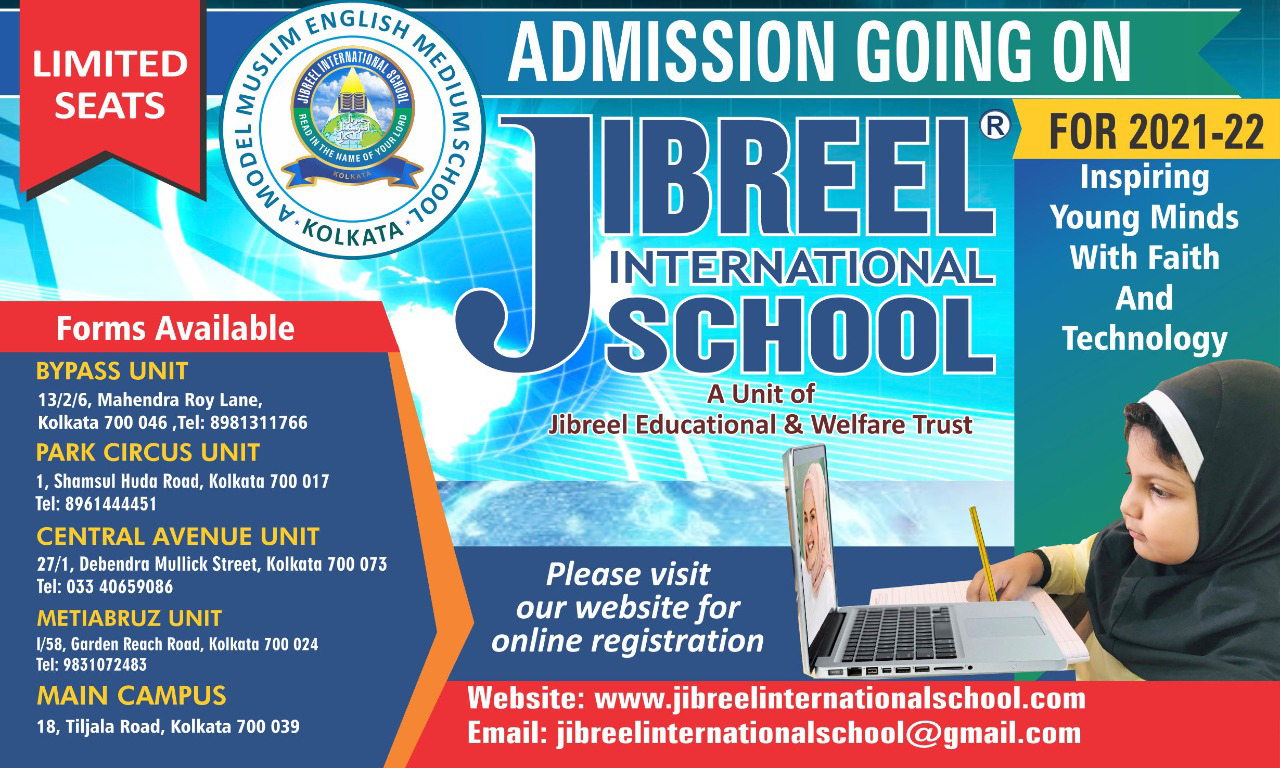 LIMITED
SEATS
A MODEL MUSLIM ENGLISH MEDIUM SCHOOL
KOLKATA
JIBREEL INTERNATIONAL SCHOOL
READ IN THE NAME OF YOUR LORD
KOLKATA
ADMISSION GOING ON
FOR 2021-22
JIBREEL®
INTERNATIONAL
SCHOOL
A Unit of
Jibreel Educational & Welfare Trust
Inspiring
Young Minds
With Faith
And
Technology
Forms Available
BYPASS UNIT
13/2/6, Mahendra Roy Lane,
Kolkata 700 046 ,Tel: 8981311766
PARK CIRCUS UNIT
1, Shamsul Huda Road, Kolkata 700 017
Tel: 8961444451
CENTRAL AVENUE UNIT
27/1, Debendra Mullick Street, Kolkata 700 073
Tel: 033 40659086
METIABRUZ UNIT
I/58, Garden Reach Road, Kolkata 700 024
Tel: 9831072483
MAIN CAMPUS
18, Tiljala Road, Kolkata 700 039
Please visit
our website for
online registration
Website: www.jibreelinternationalschool.com
Email: jibreelinternationalschool@gmail.com